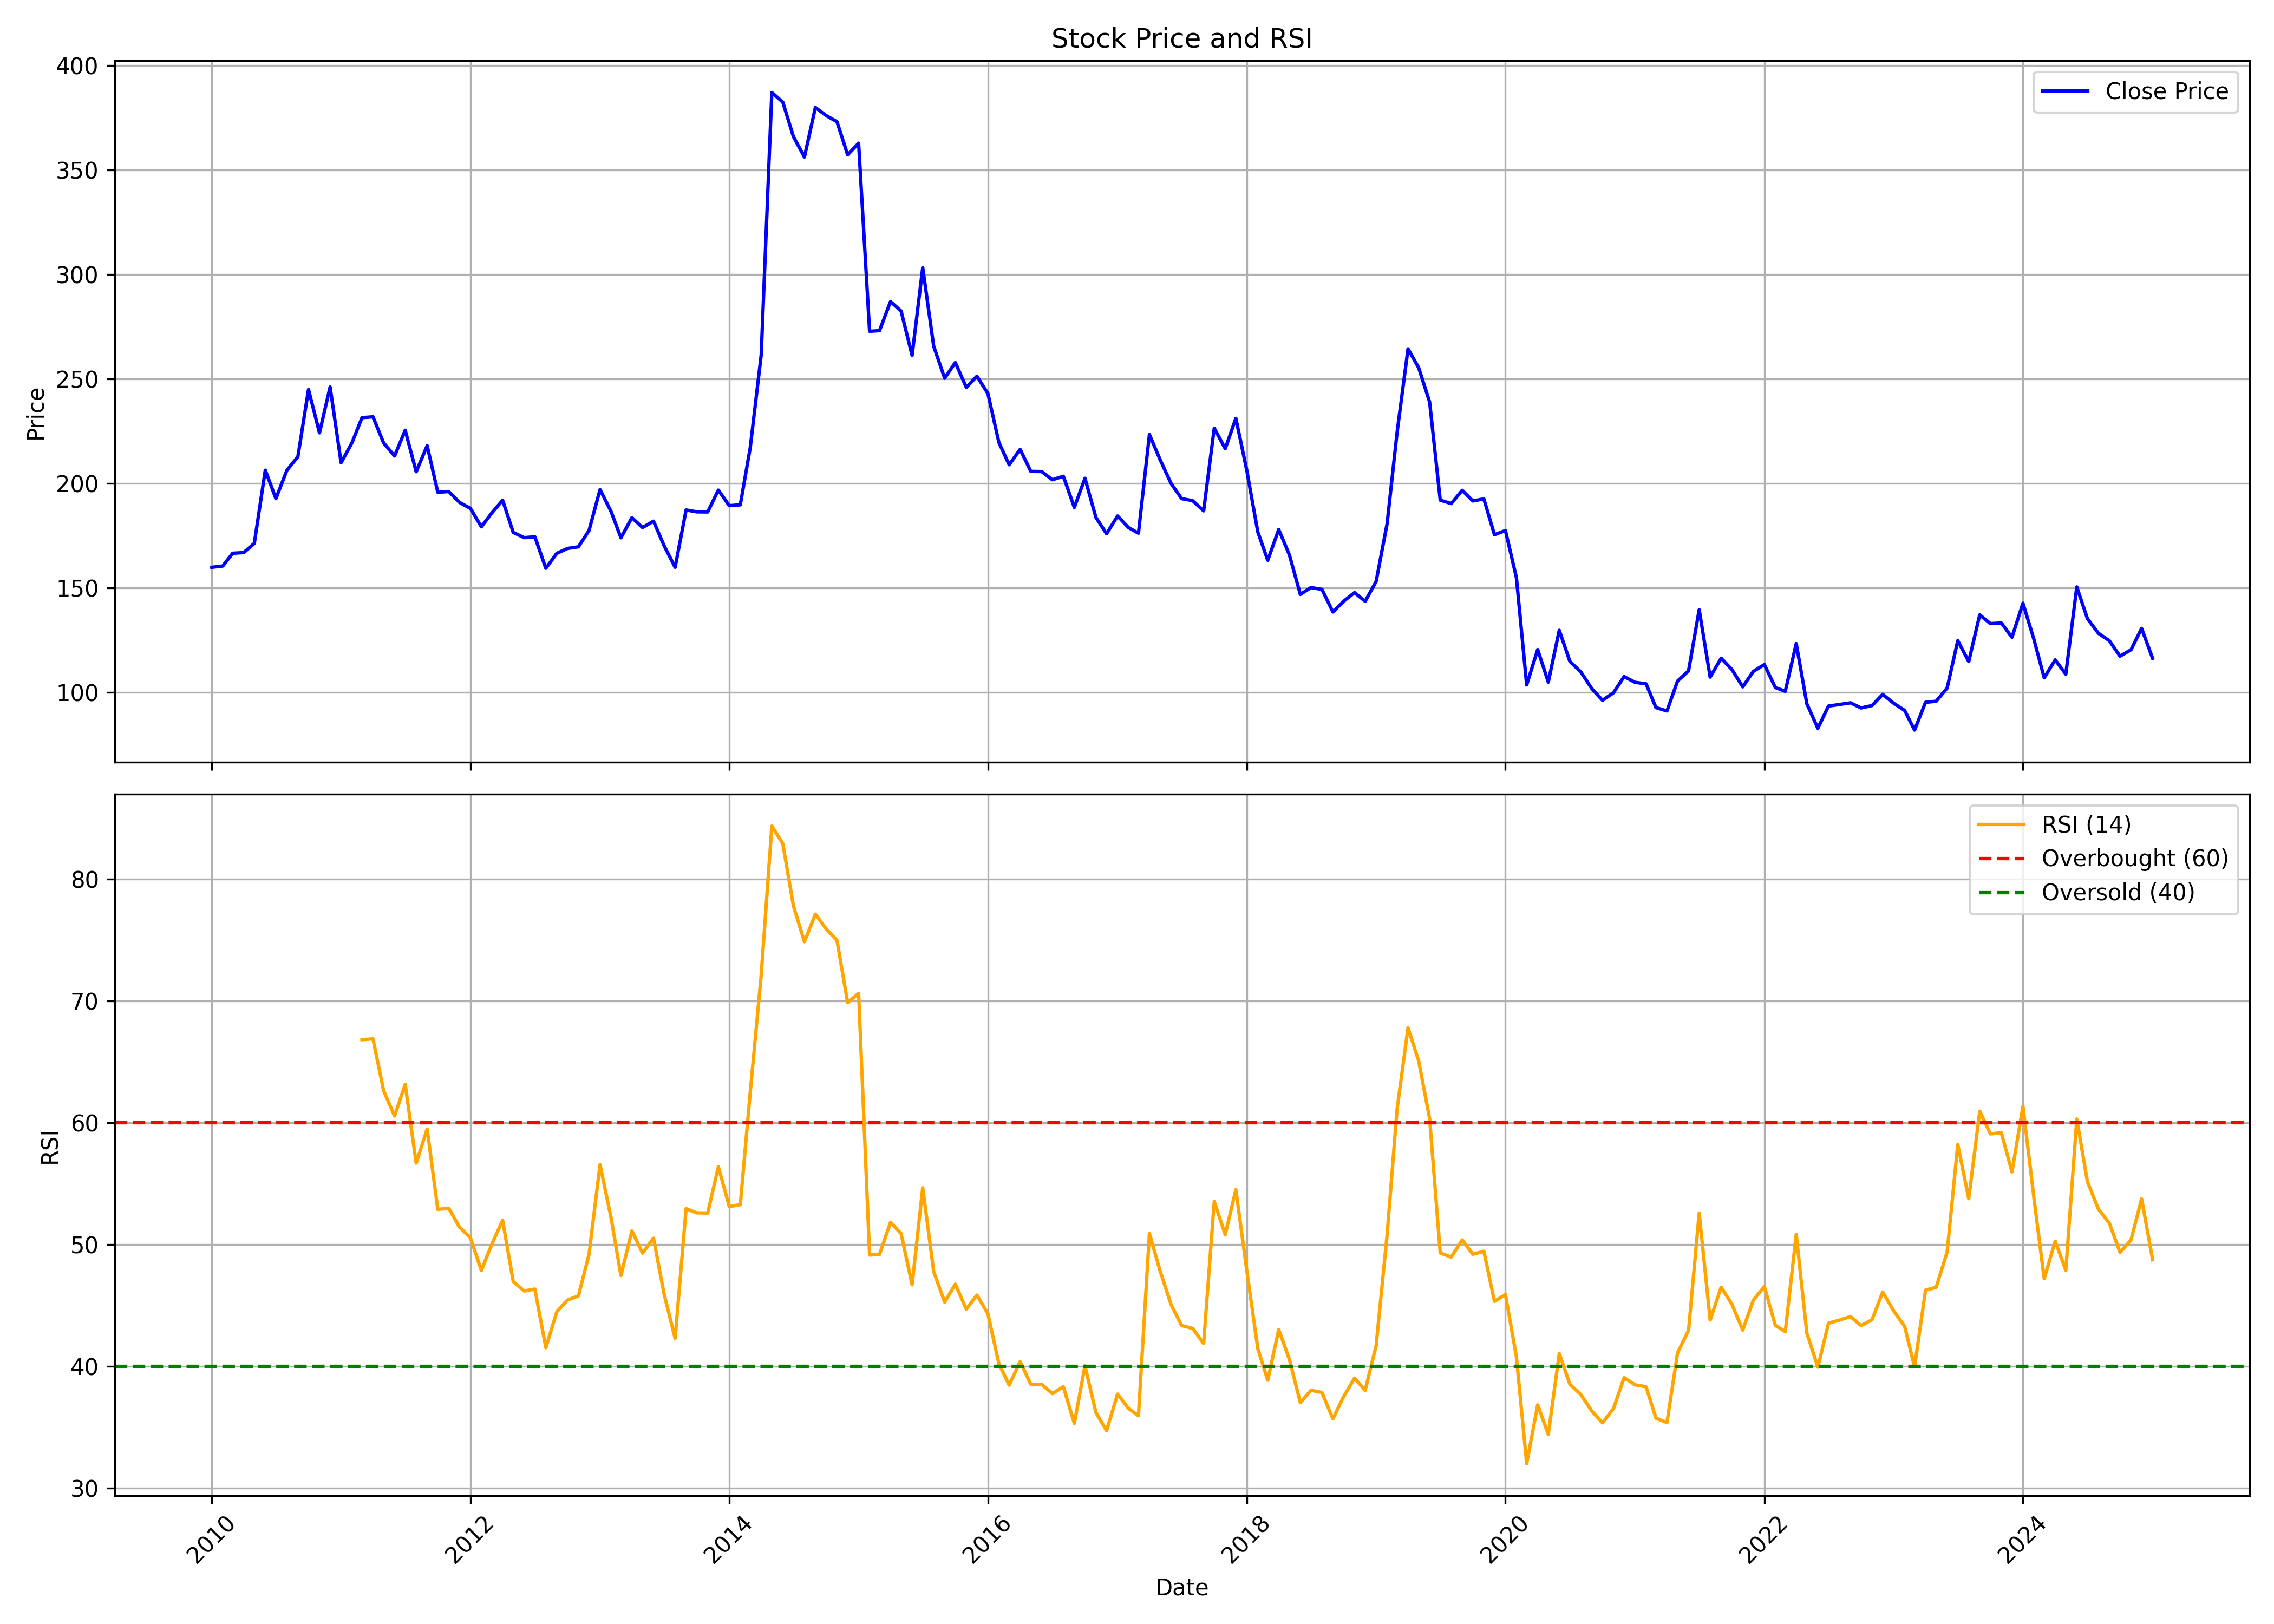 Stock Price and RSI
400
350
300
250
200
150
100
Price
Close Price
80
70
60
50
40
30
RSI
RSI (14)
Overbought (60)
Oversold (40)
2010
2012
2014
2016
2018
2020
2022
2024
Date